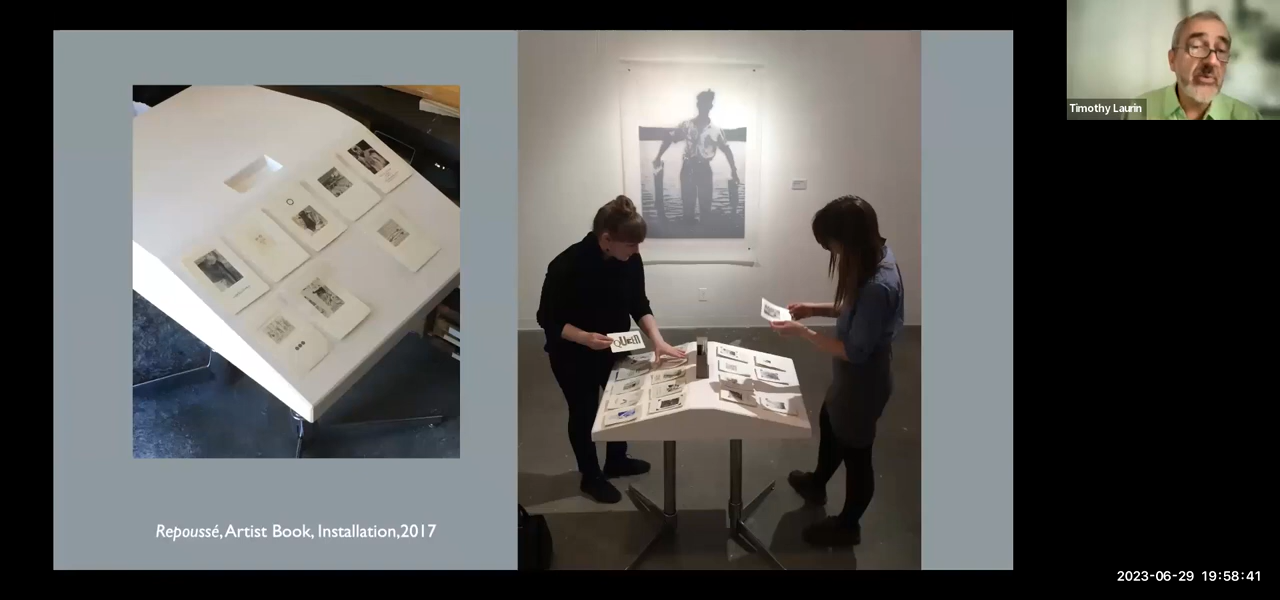 Timothy Laurin
Repoussé, Artist Book, Installation,2017
2023-06-29 19:58:41